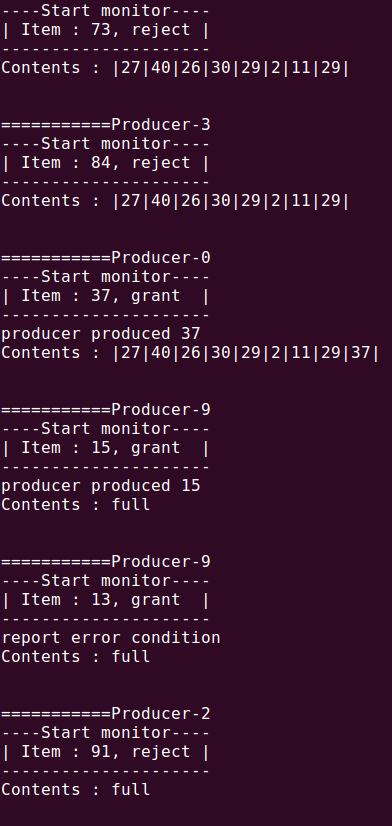 ----Start monitor----
| Item : 73, reject |
---------------------
Contents : |27|40|26|30|29|2|11|29|
===========Producer-3
----Start monitor----
| Item : 84, reject |
---------------------
Contents : |27|40|26|30|29|2|11|29|
===========Producer-0
----Start monitor----
| Item : 37, grant  |
---------------------
producer produced 37
Contents : |27|40|26|30|29|2|11|29|37|
===========Producer-9
----Start monitor----
| Item : 15, grant  |
---------------------
producer produced 15
Contents : full
===========Producer-9
----Start monitor----
| Item : 13, grant  |
---------------------
report error condition
Contents : full
===========Producer-2
----Start monitor----
| Item : 91, reject |
---------------------
Contents : full